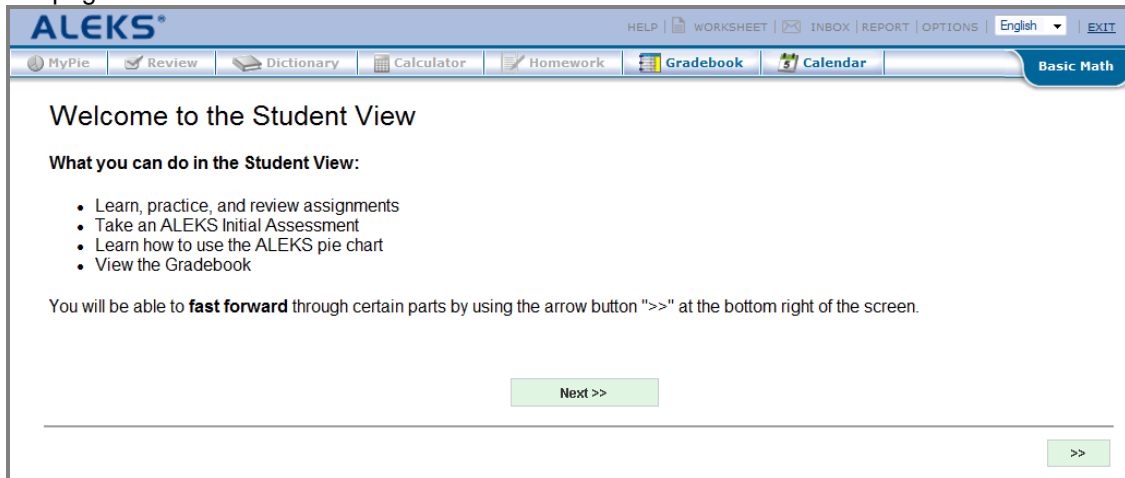 ALEKS®
HELP | WORKSHEET | INBOX | REPORT | OPTIONS | English | EXIT
MyPie Review Dictionary Calculator Homework Gradebook 5 Calendar Basic Math
Welcome to the Student View
What you can do in the Student View:
• Learn, practice, and review assignments
• Take an ALEKS Initial Assessment
• Learn how to use the ALEKS pie chart
• View the Gradebook
You will be able to fast forward through certain parts by using the arrow button ">>" at the bottom right of the screen.
Next >>
>>